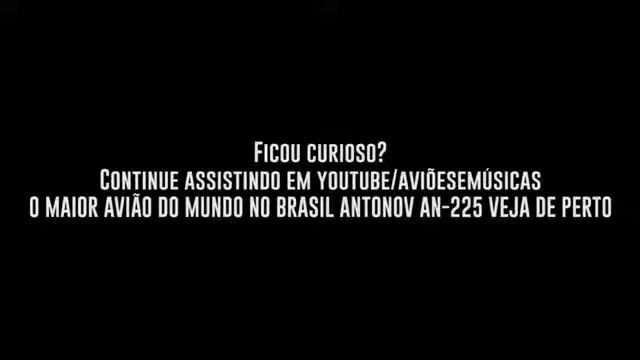 Ficou curioso?
Continue assistindo em youtube/aviõesemúsicas
O MAIOR AVIÃO DO MUNDO NO BRASIL ANTONOV AN-225 VEJA DE PERTO